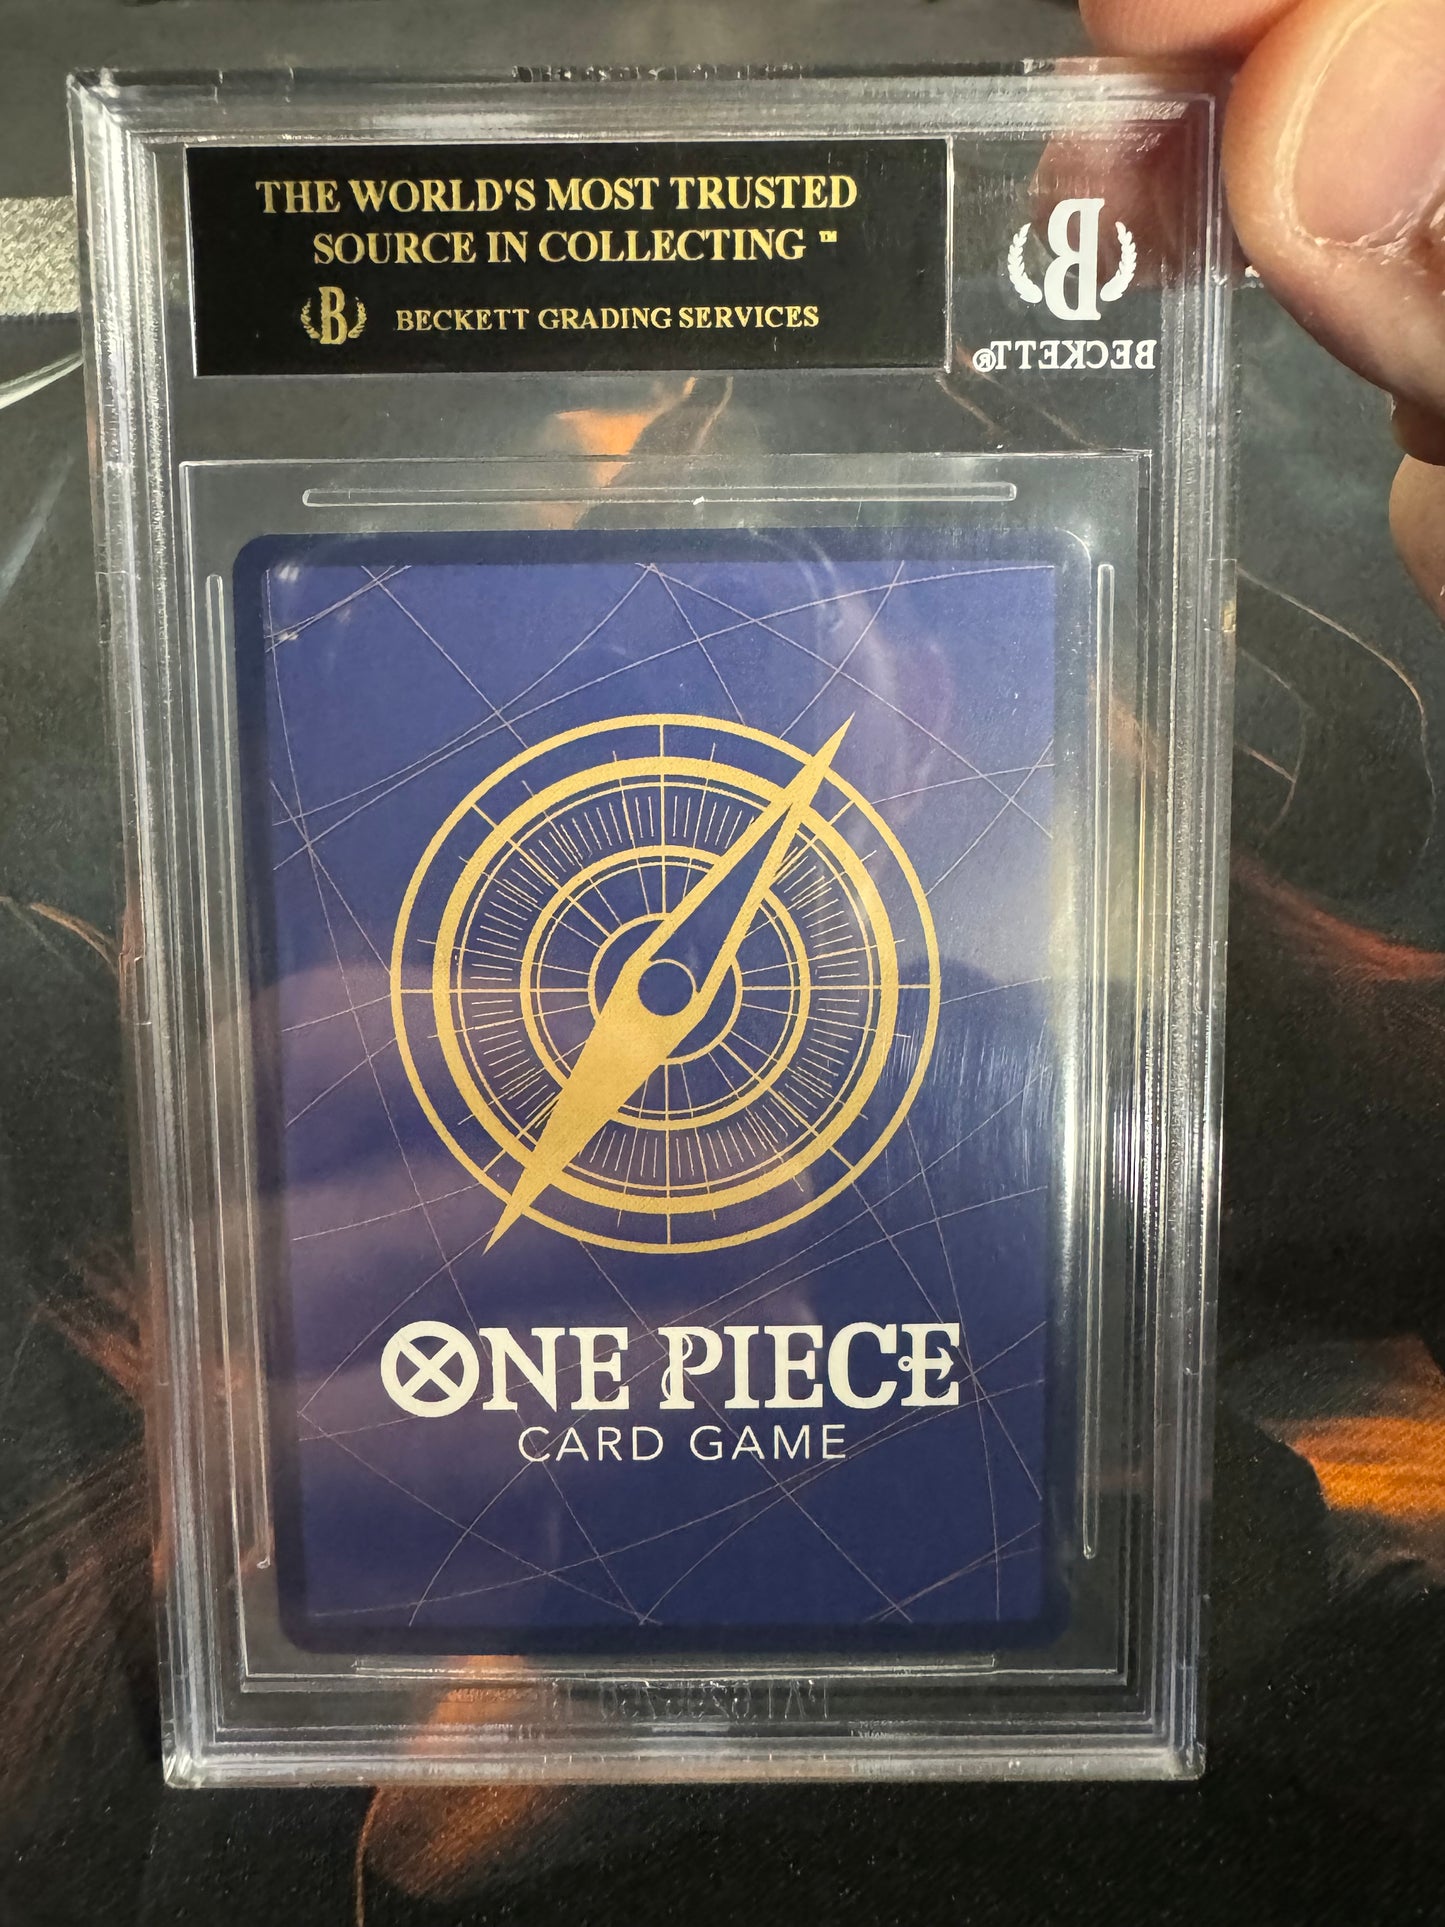 THE WORLD'S MOST TRUSTED
SOURCE IN COLLECTING ™
B BECKETT GRADING SERVICES
B
BECKETT®
ONE PIECE
CARD GAME